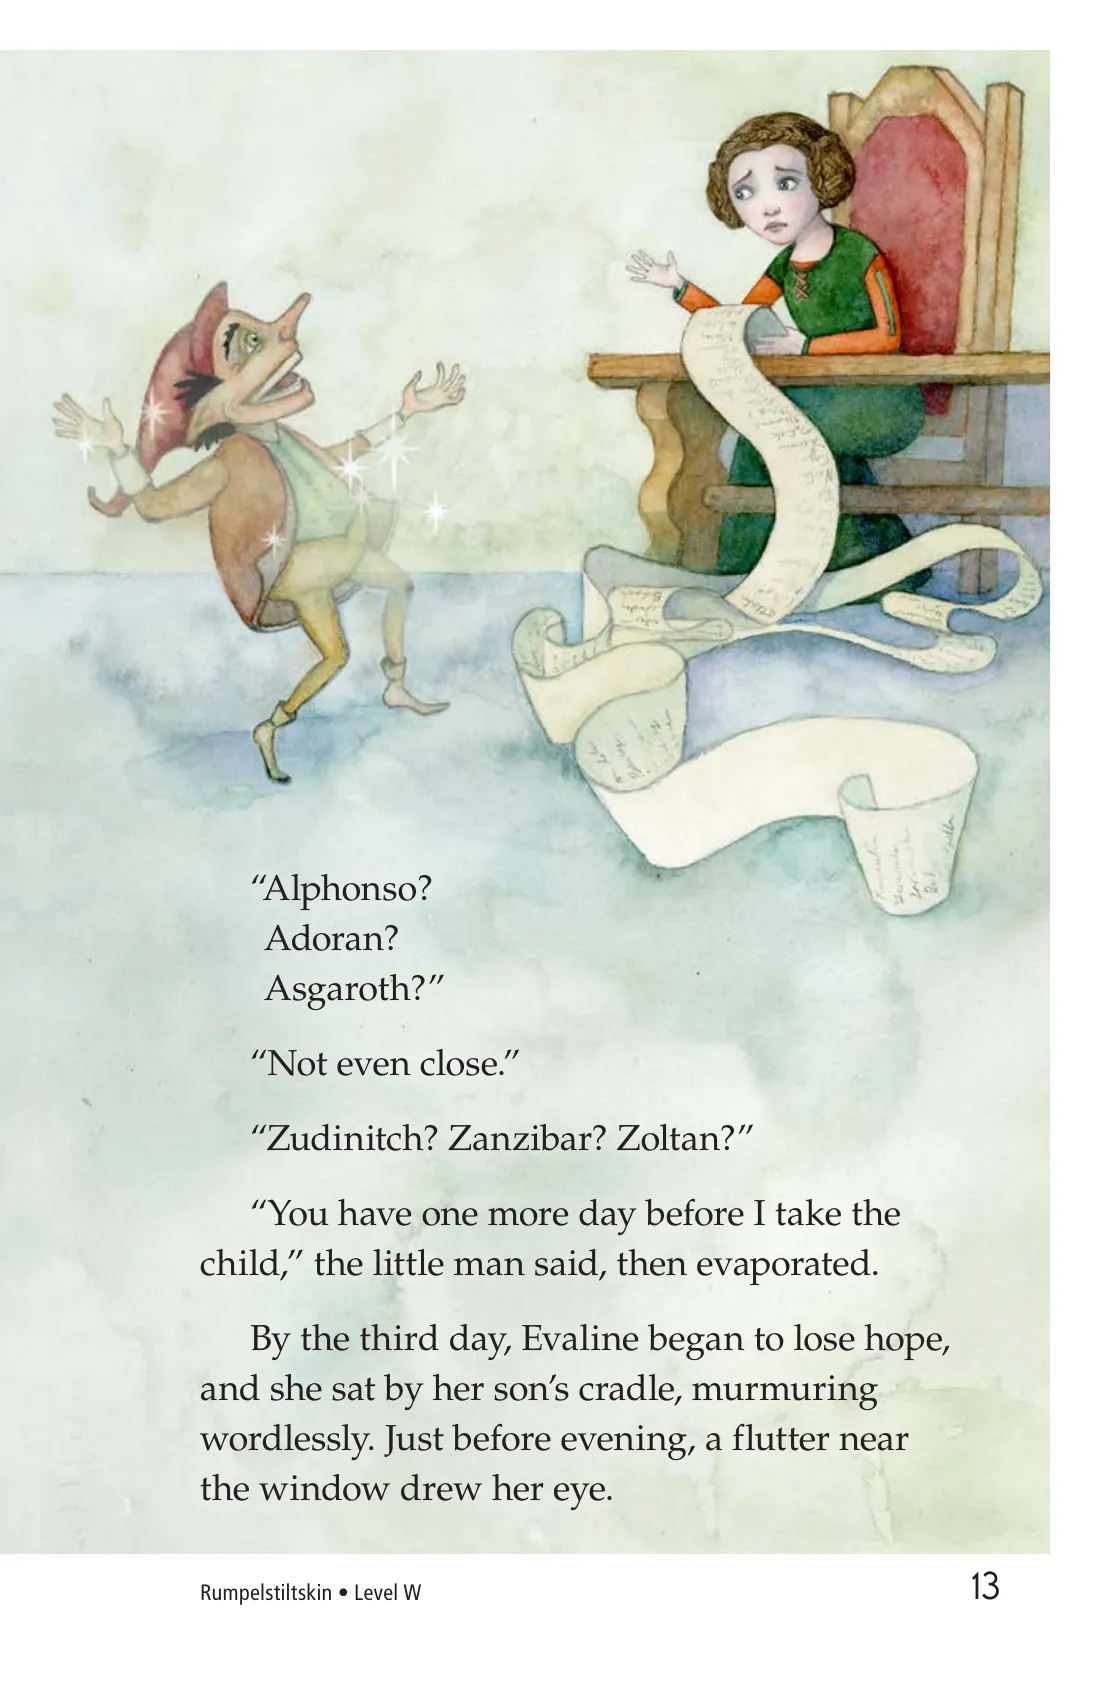 “Alphonso?
Adoran?
Asgaroth?”
“Not even close.”
“Zudinitch? Zanzibar? Zoltan?”
“You have one more day before I take the
child,” the little man said, then evaporated.
By the third day, Evaline began to lose hope,
and she sat by her son’s cradle, murmuring
wordlessly. Just before evening, a flutter near
the window drew her eye.
Rumpelstiltskin • Level W
13